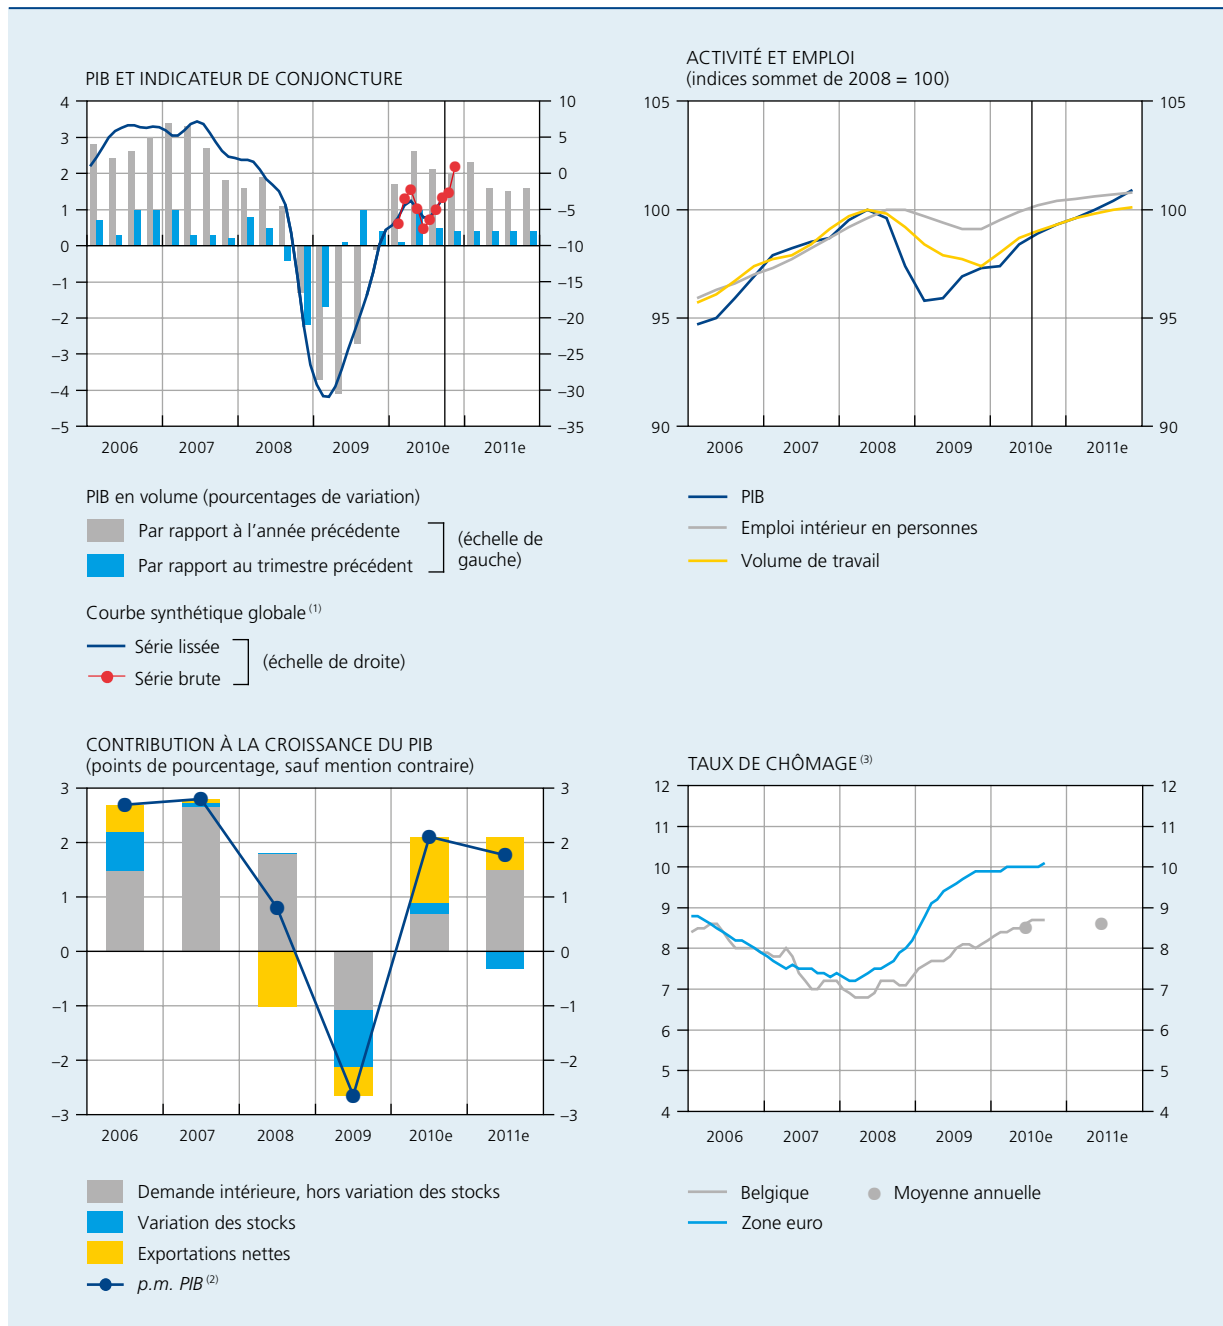 PIB ET INDICATEUR DE CONJONCTURE
4
3
2
1
0
–1
–2
–3
–4
–5
10
5
0
–5
–10
–15
–20
–25
–30
–35
2006 2007 2008 2009 2010e 2011e
PIB en volume (pourcentages de variation)
Par rapport à l’année précédente
Par rapport au trimestre précédent
(échelle de
gauche)
Courbe synthétique globale (1)
Série lissée
Série brute
(échelle de droite)
ACTIVITÉ ET EMPLOI
(indices sommet de 2008 = 100)
105
100
95
90
105
100
95
90
2006 2007 2008 2009 2010e 2011e
PIB
Emploi intérieur en personnes
Volume de travail
CONTRIBUTION À LA CROISSANCE DU PIB
(points de pourcentage, sauf mention contraire)
3
2
1
0
–1
–2
–3
3
2
1
0
–1
–2
–3
2006 2007 2008 2009 2010e 2011e
Demande intérieure, hors variation des stocks
Variation des stocks
Exportations nettes
p.m. PIB (2)
TAUX DE CHÔMAGE (3)
12
11
10
9
8
7
6
5
4
12
11
10
9
8
7
6
5
4
2006 2007 2008 2009 2010e 2011e
Belgique
Moyenne annuelle
Zone euro